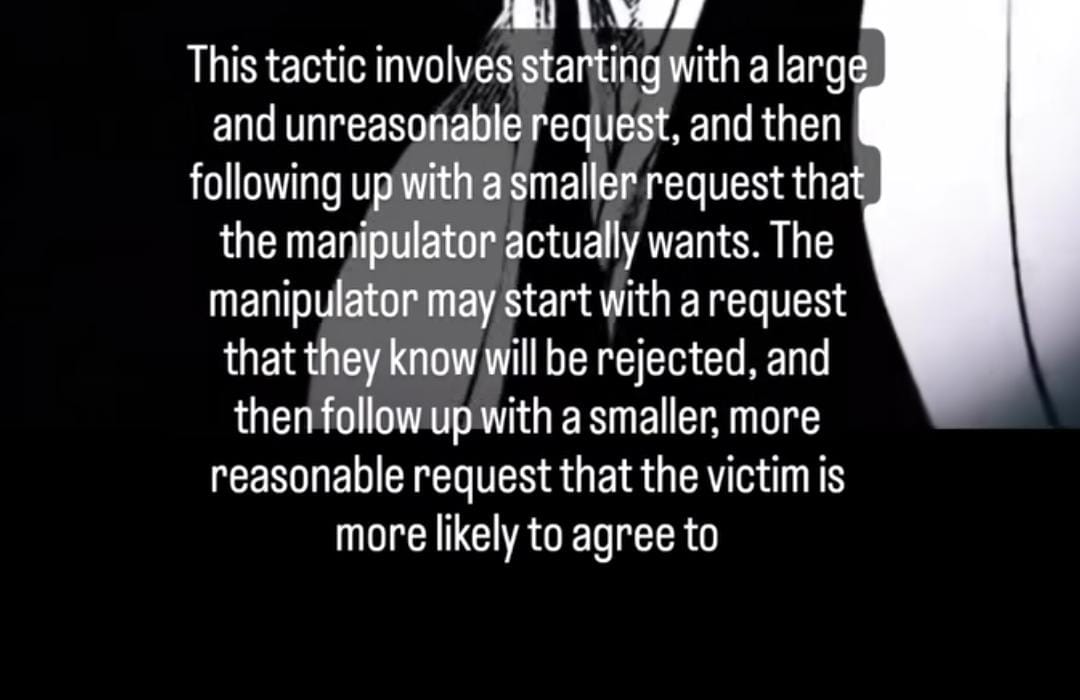 This tactic involves starting with a large
and unreasonable request, and then
following up with a smaller request that
the manipulator actually wants. The
manipulator may start with a request
that they know will be rejected, and
then follow up with a smaller, more
reasonable request that the victim is
more likely to agree to